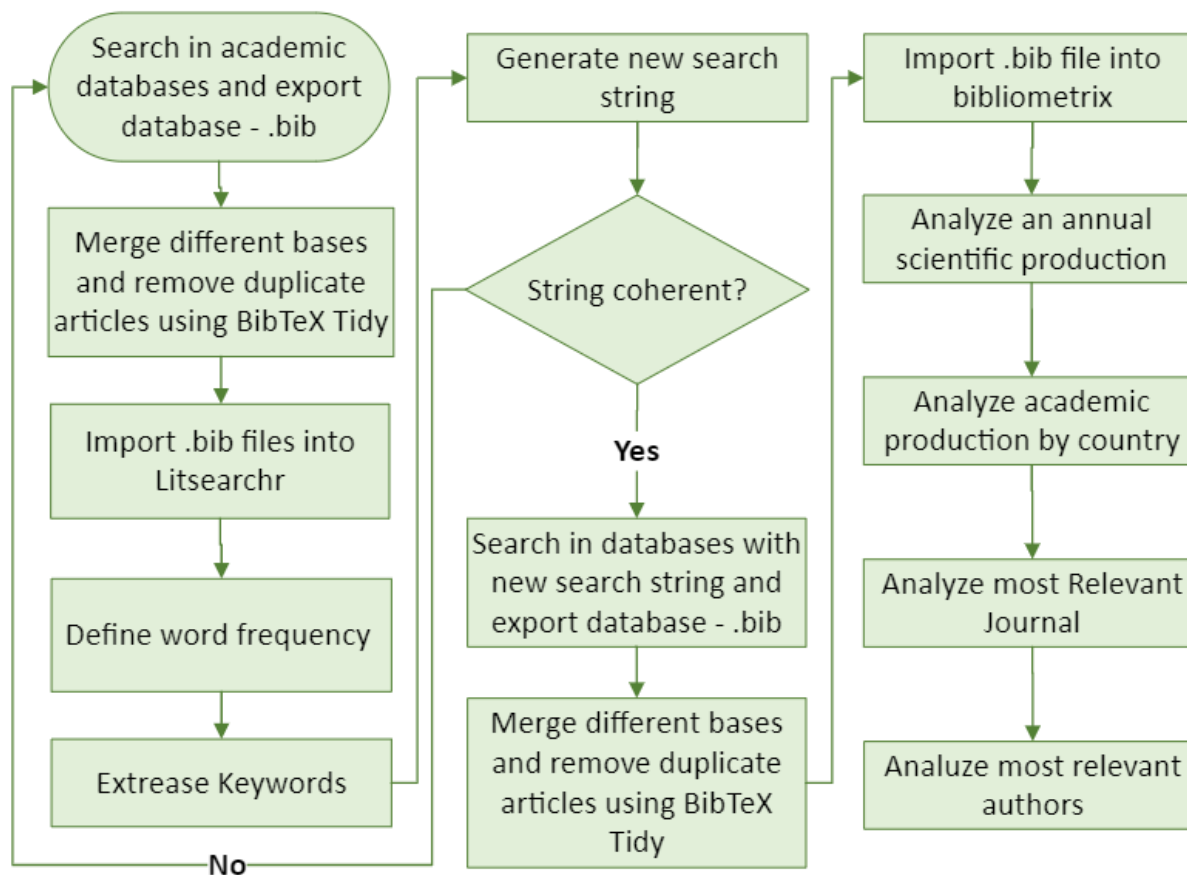 Search in academic
databases and export
database - .bib
Merge different bases
and remove duplicate
articles using BibTeX Tidy
Import .bib files into
Litsearchr
Define word frequency
Extrease Keywords
No
Generate new search
string
String coherent?
Yes
Search in databases with
new search string and
export database - .bib
Merge different bases
and remove duplicate
articles using BibTeX
Tidy
Import .bib file into
bibliometrix
Analyze an annual
scientific production
Analyze academic
production by country
Analyze most Relevant
Journal
Analuze most relevant
authors